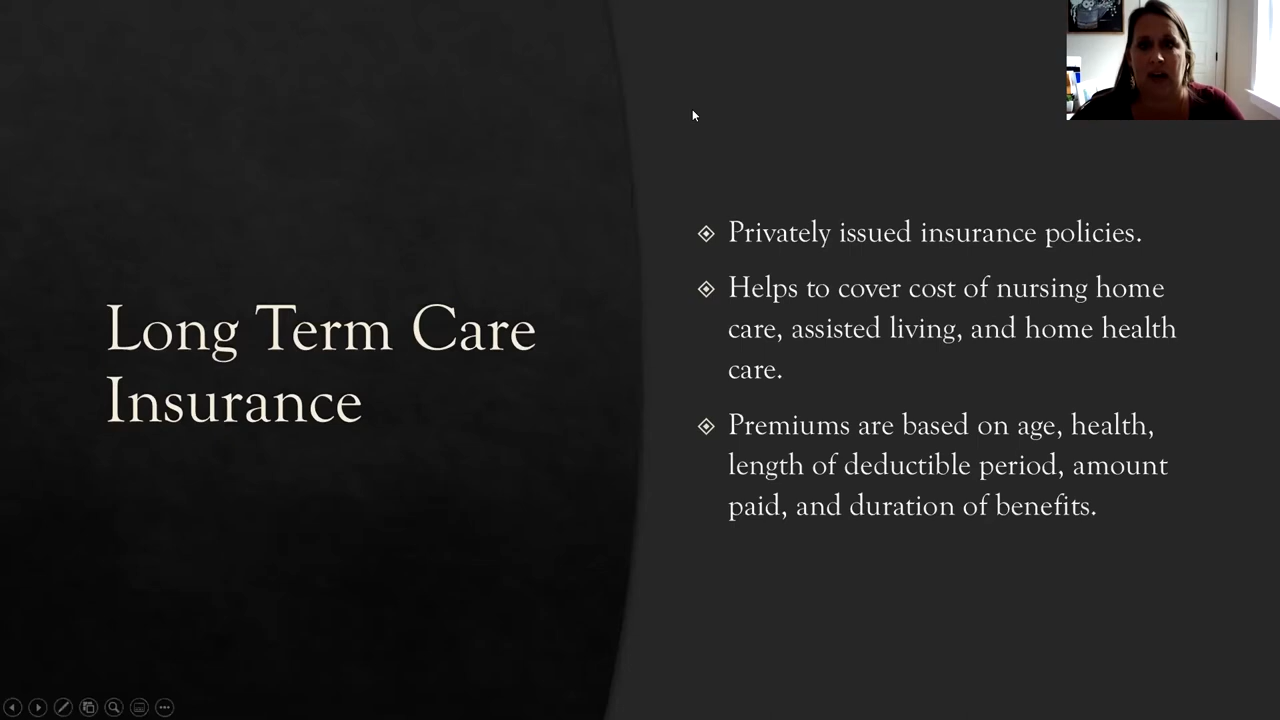 Long Term Care
Insurance
Privately issued insurance policies.
Helps to cover cost of nursing home
care, assisted living, and home health
care.
Premiums are based on age, health,
length of deductible period, amount
paid, and duration of benefits.